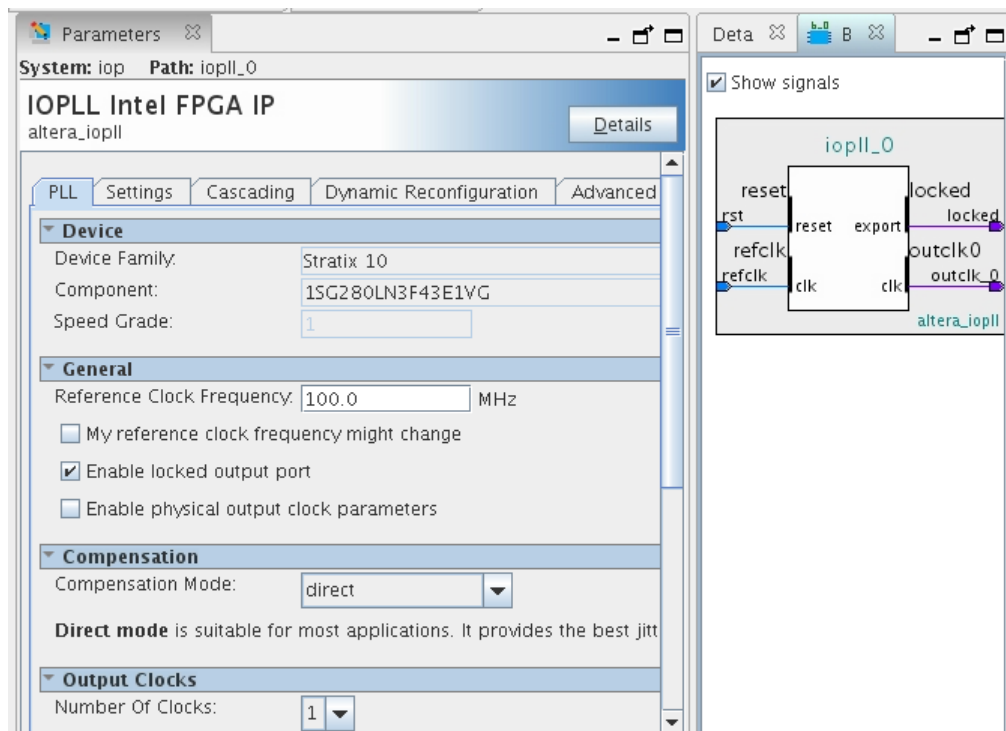 Parameters
System: iop Path: iopll_0
IOPLL Intel FPGA IP
altera_iopll
Details
PLL Settings Cascading Dynamic Reconfiguration Advanced
Device
Device Family: Stratix 10
Component: 1SG280LN3F43E1VG
Speed Grade: 1
General
Reference Clock Frequency: 100.0 MHz
My reference clock frequency might change
Enable locked output port
Enable physical output clock parameters
Compensation
Compensation Mode: direct
Direct mode is suitable for most applications. It provides the best jitt
Output Clocks
Number Of Clocks: 1
Deta B
Show signals
iopll_0
reset locked
rst locked
reset export
refclk outclk0
refclk outclk_0
clk clk
altera_iopll